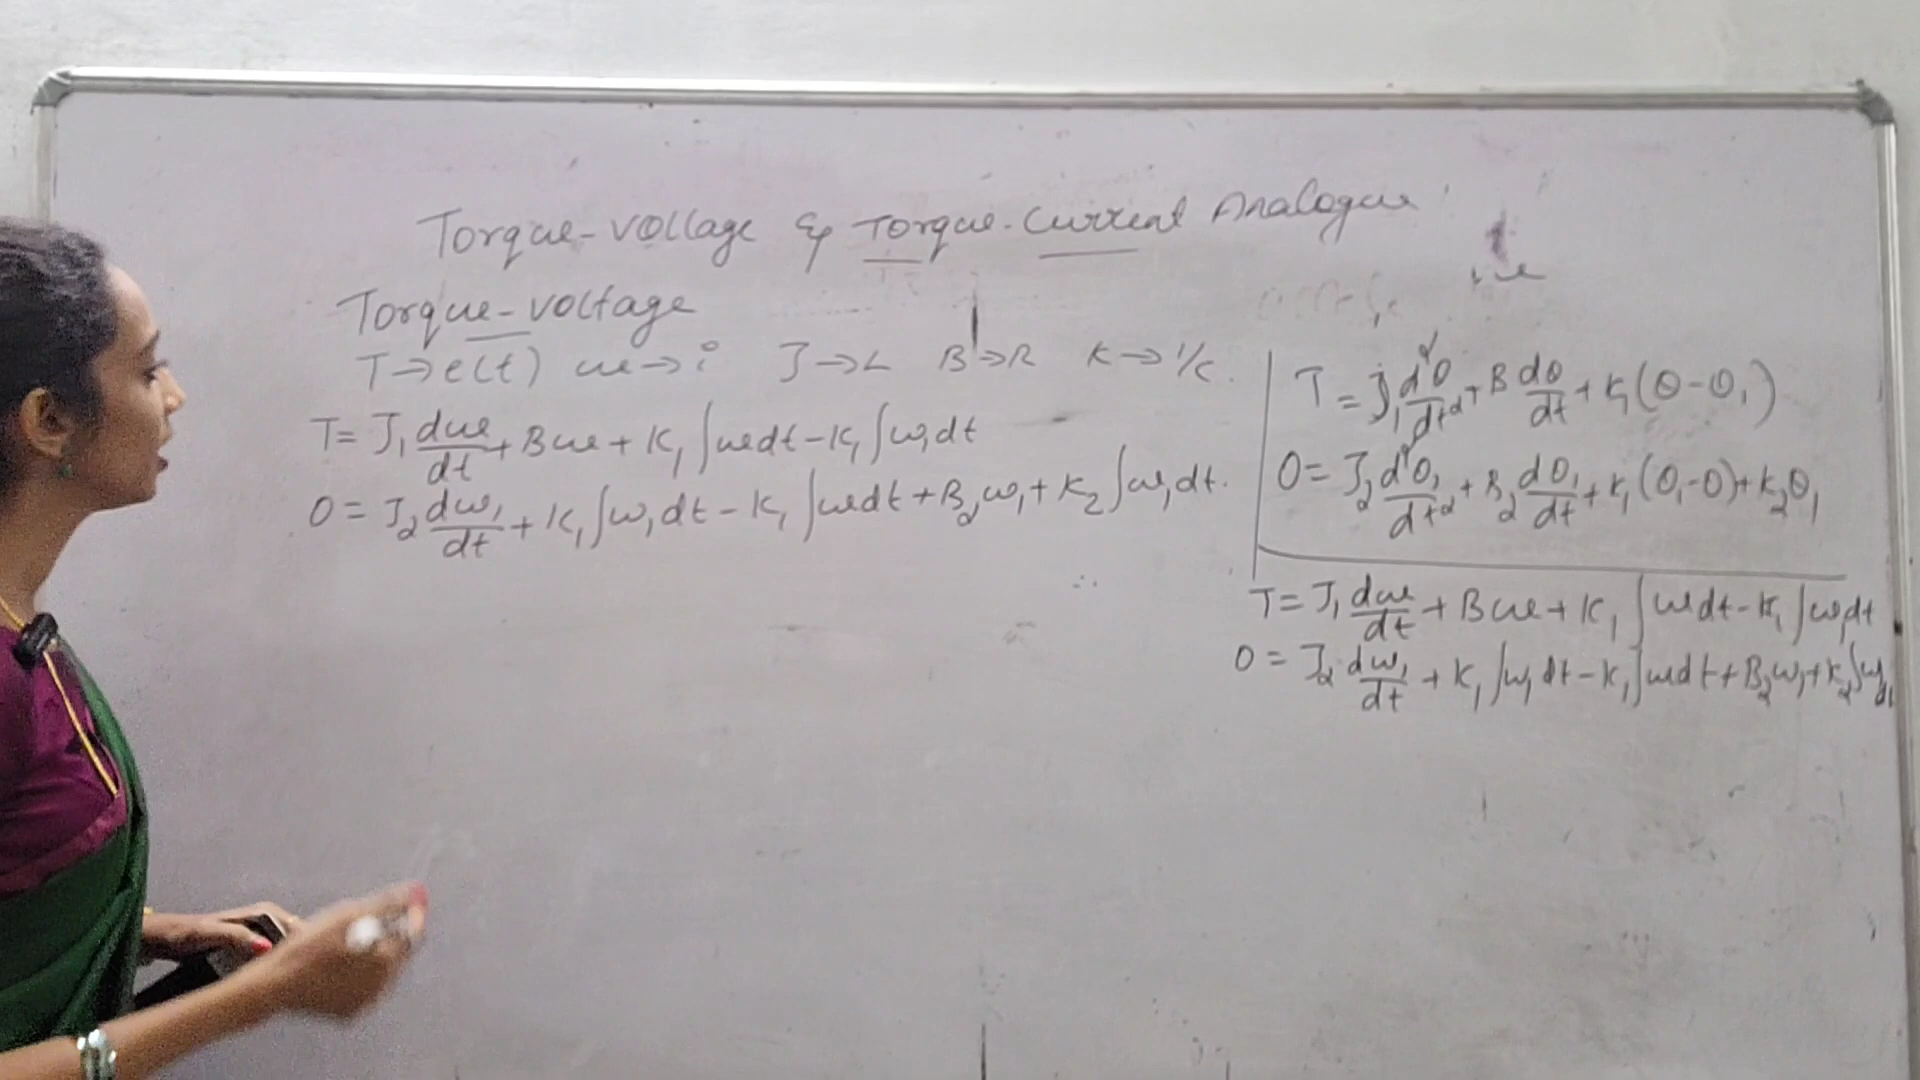 Torque-voltage & Torque-Current Analogue
Torque-voltage
T→e(t) ω→i J→L B→R K→1/C.
T = J₁ dω/dt + Bω + K₁∫ωdt - K₁∫ω₁dt
0 = J₂ dω₁/dt + K₁∫ω₁dt - K₁∫ωdt + B₂ω₁ + K₂∫ω₁dt.
T = J₁ d²θ/dt² + B dθ/dt + K₁(θ-θ₁)
0 = J₂ d²θ₁/dt² + B₂ dθ₁/dt + K₁(θ₁-θ) + K₂θ₁
T = J₁ dω/dt + Bω + K₁∫ωdt - K₁∫ω₁dt
0 = J₂ dω₁/dt + K₁∫ω₁dt - K₁∫ωdt + B₂ω₁ + K₂∫ω₁dt